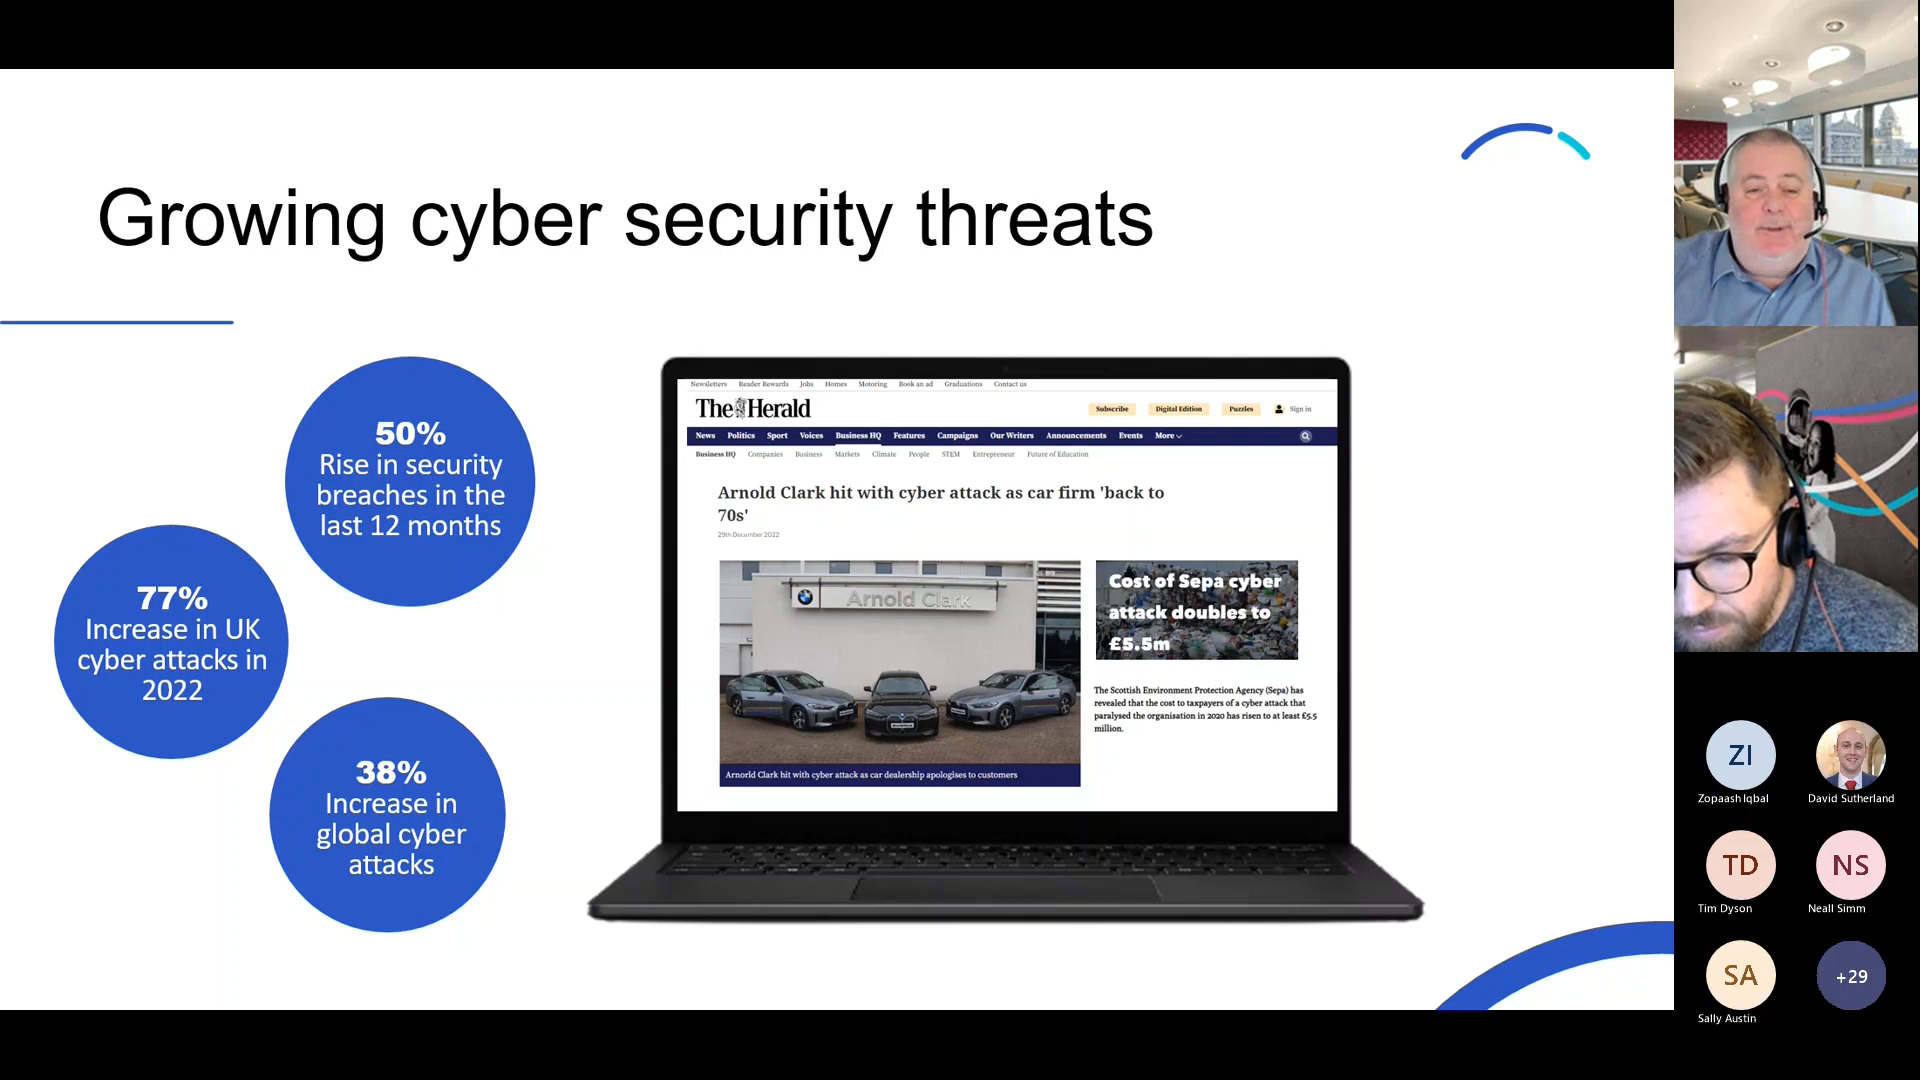 Growing cyber security threats
50%
Rise in security
breaches in the
last 12 months
77%
Increase in UK
cyber attacks in
2022
38%
Increase in
global cyber
attacks
Newsletters Reader Rewards Jobs Homes Motoring Book an ad Graduations Contact us
The Herald
Subscribe Digital Edition Puzzles Sign in
News Politics Sport Voices Business HQ Features Campaigns Our Writers Announcements Events More
Business HQ Companies Business Markets Climate People STEM Entrepreneur Future of Education
Arnold Clark hit with cyber attack as car firm 'back to
70s'
29th December 2022
Arnold Clark
Arnorld Clark hit with cyber attack as car dealership apologises to customers
Cost of Sepa cyber
attack doubles to
£5.5m
The Scottish Environment Protection Agency (Sepa) has
revealed that the cost to taxpayers of a cyber attack that
paralysed the organisation in 2020 has risen to at least £5.5
million.
ZI
Zopaash Iqbal
David Sutherland
TD
Tim Dyson
NS
Neall Simm
SA
Sally Austin
+29